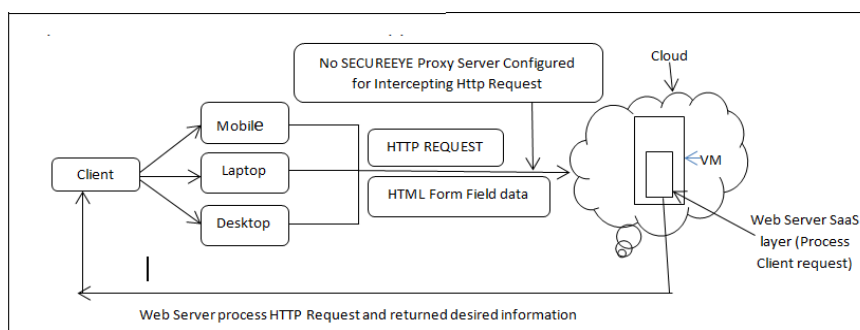 No SECUREEYE Proxy Server Configured
for Intercepting Http Request
Cloud
Mobile
HTTP REQUEST
Client
Laptop
VM
HTML Form Field data
Desktop
Web Server SaaS
layer (Process
Client request)
Web Server process HTTP Request and returned desired information